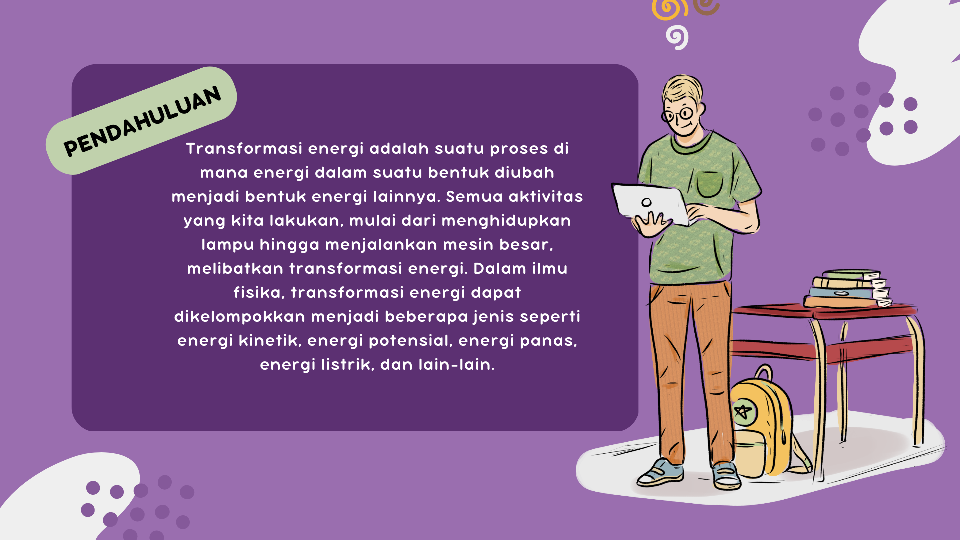 PENDAHULUAN
Transformasi energi adalah suatu proses di
mana energi dalam suatu bentuk diubah
menjadi bentuk energi lainnya. Semua aktivitas
yang kita lakukan, mulai dari menghidupkan
lampu hingga menjalankan mesin besar,
melibatkan transformasi energi. Dalam ilmu
fisika, transformasi energi dapat
dikelompokkan menjadi beberapa jenis seperti
energi kinetik, energi potensial, energi panas,
energi listrik, dan lain-lain.